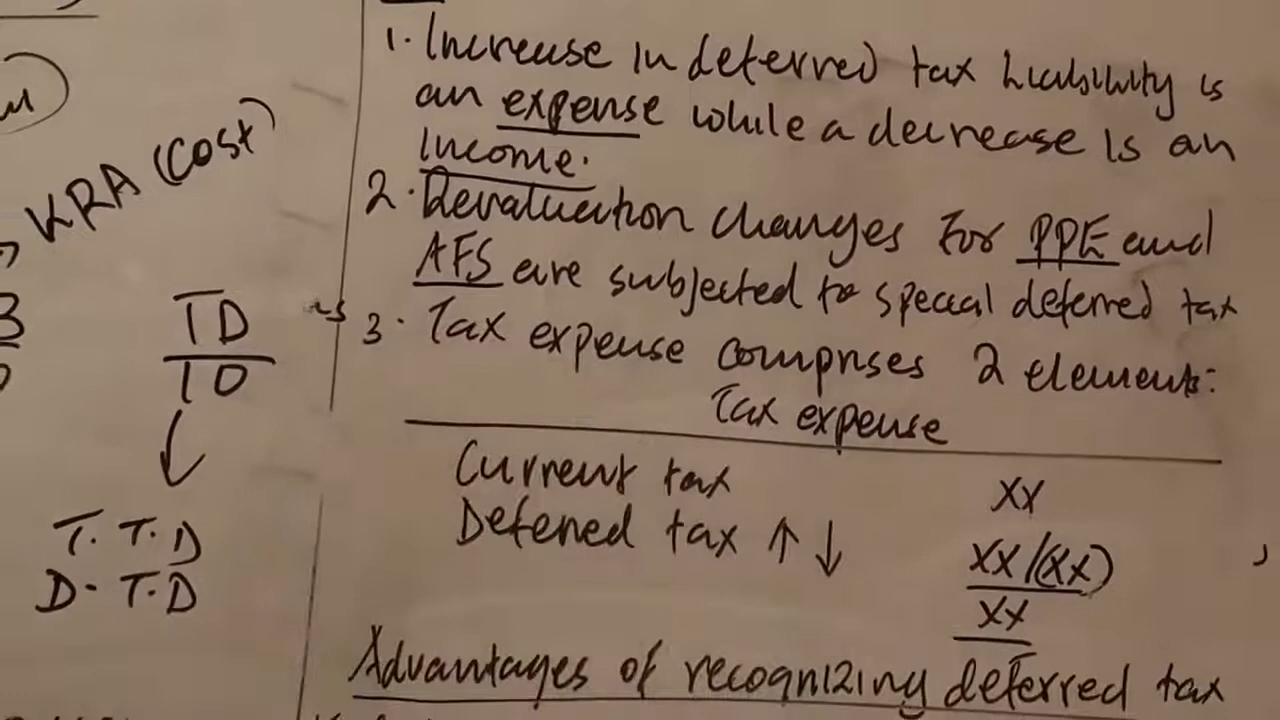 KRA (Cost)
TD
TD
T.T.D
D-T.D
1. Increase in deferred tax liability is
an expense while a decrease is an
income.
2. Revaluation changes for PPE and
AFS are subjected to special deferred tax
3. Tax expense comprises 2 elements:
Tax expense
Current tax XX
Deferred tax ↑ ↓ XX/(XX)
XX
Advantages of recognizing deferred tax